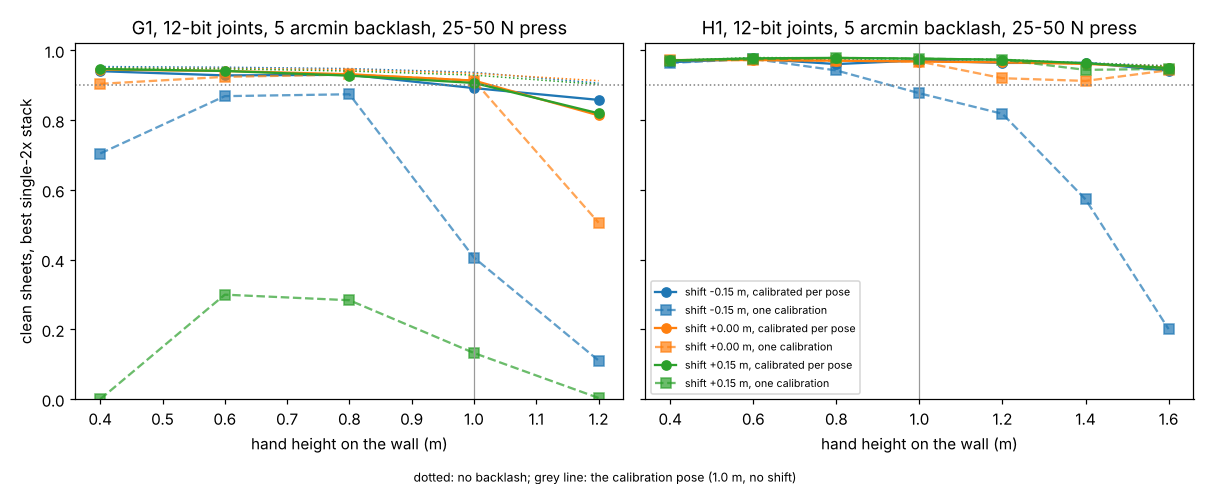 G1, 12-bit joints, 5 arcmin backlash, 25-50 N press
H1, 12-bit joints, 5 arcmin backlash, 25-50 N press
clean sheets, best single-2x stack
1.0
0.8
0.6
0.4
0.2
0.0
shift -0.15 m, calibrated per pose
shift -0.15 m, one calibration
shift +0.00 m, calibrated per pose
shift +0.00 m, one calibration
shift +0.15 m, calibrated per pose
shift +0.15 m, one calibration
0.4 0.5 0.6 0.7 0.8 0.9 1.0 1.1 1.2
0.4 0.6 0.8 1.0 1.2 1.4 1.6
hand height on the wall (m)
hand height on the wall (m)
dotted: no backlash; grey line: the calibration pose (1.0 m, no shift)